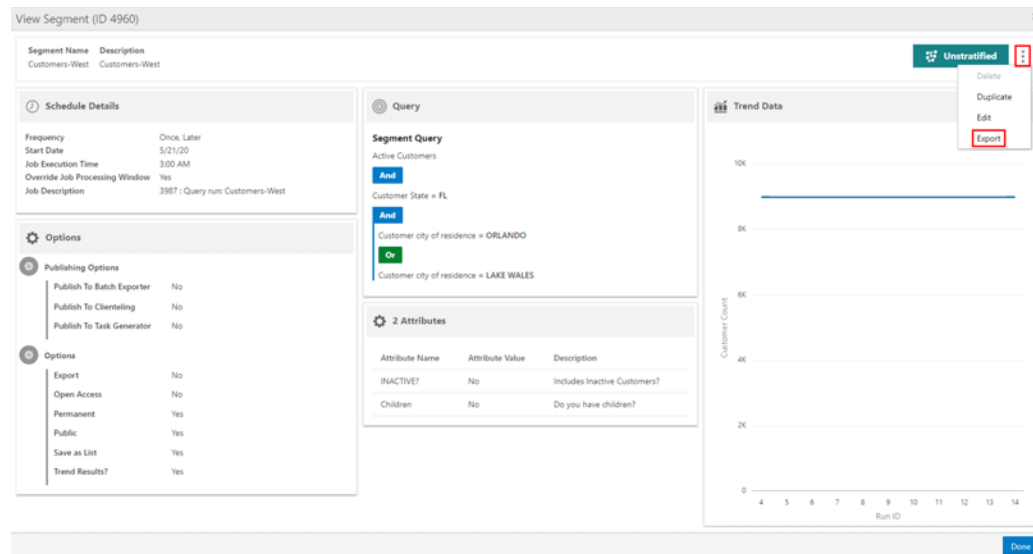 View Segment (ID 4960)
Segment Name Description
Customers-West Customers-West
Unstratified
Delete
Duplicate
Edit
Export
Schedule Details
Frequency Once, Later
Start Date 5/21/20
Job Execution Time 3:00 AM
Override Job Processing Window Yes
Job Description 3987 : Query run: Customers-West
Options
Publishing Options
Publish To Batch Exporter No
Publish To Clienteling No
Publish To Task Generator No
Options
Export No
Open Access No
Permanent Yes
Public Yes
Save as List Yes
Trend Results? Yes
Query
Segment Query
Active Customers
And
Customer State = FL
And
Customer city of residence = ORLANDO
Or
Customer city of residence = LAKE WALES
2 Attributes
Attribute Name Attribute Value Description
INACTIVE? No Includes Inactive Customers?
Children No Do you have children?
Trend Data
10K
8K
6K
4K
2K
0
Customer Count
4 5 6 7 8 9 10 11 12 13 14
Run ID
Done